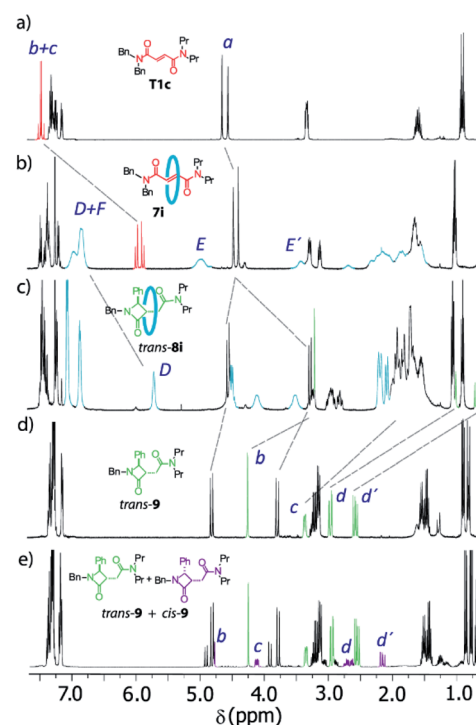 a)
b+c
a
O
Pr
N
Pr
Bn
N
Bn
O
T1c
b)
O
Pr
N
Pr
Bn
N
Bn
O
7i
D+F
E
E´
c)
Ph
O
Pr
N
Pr
Bn
N
O
trans-8i
D
d)
Ph
O
Pr
N
Pr
Bn
N
O
trans-9
b
c
d
d´
e)
Ph
O
Pr
N
Pr
Bn
N
O
+
Ph
O
Pr
N
Pr
Bn
N
O
trans-9 + cis-9
b
c
d
d´
7.0 6.0 5.0 4.0 3.0 2.0 1.0
δ(ppm)